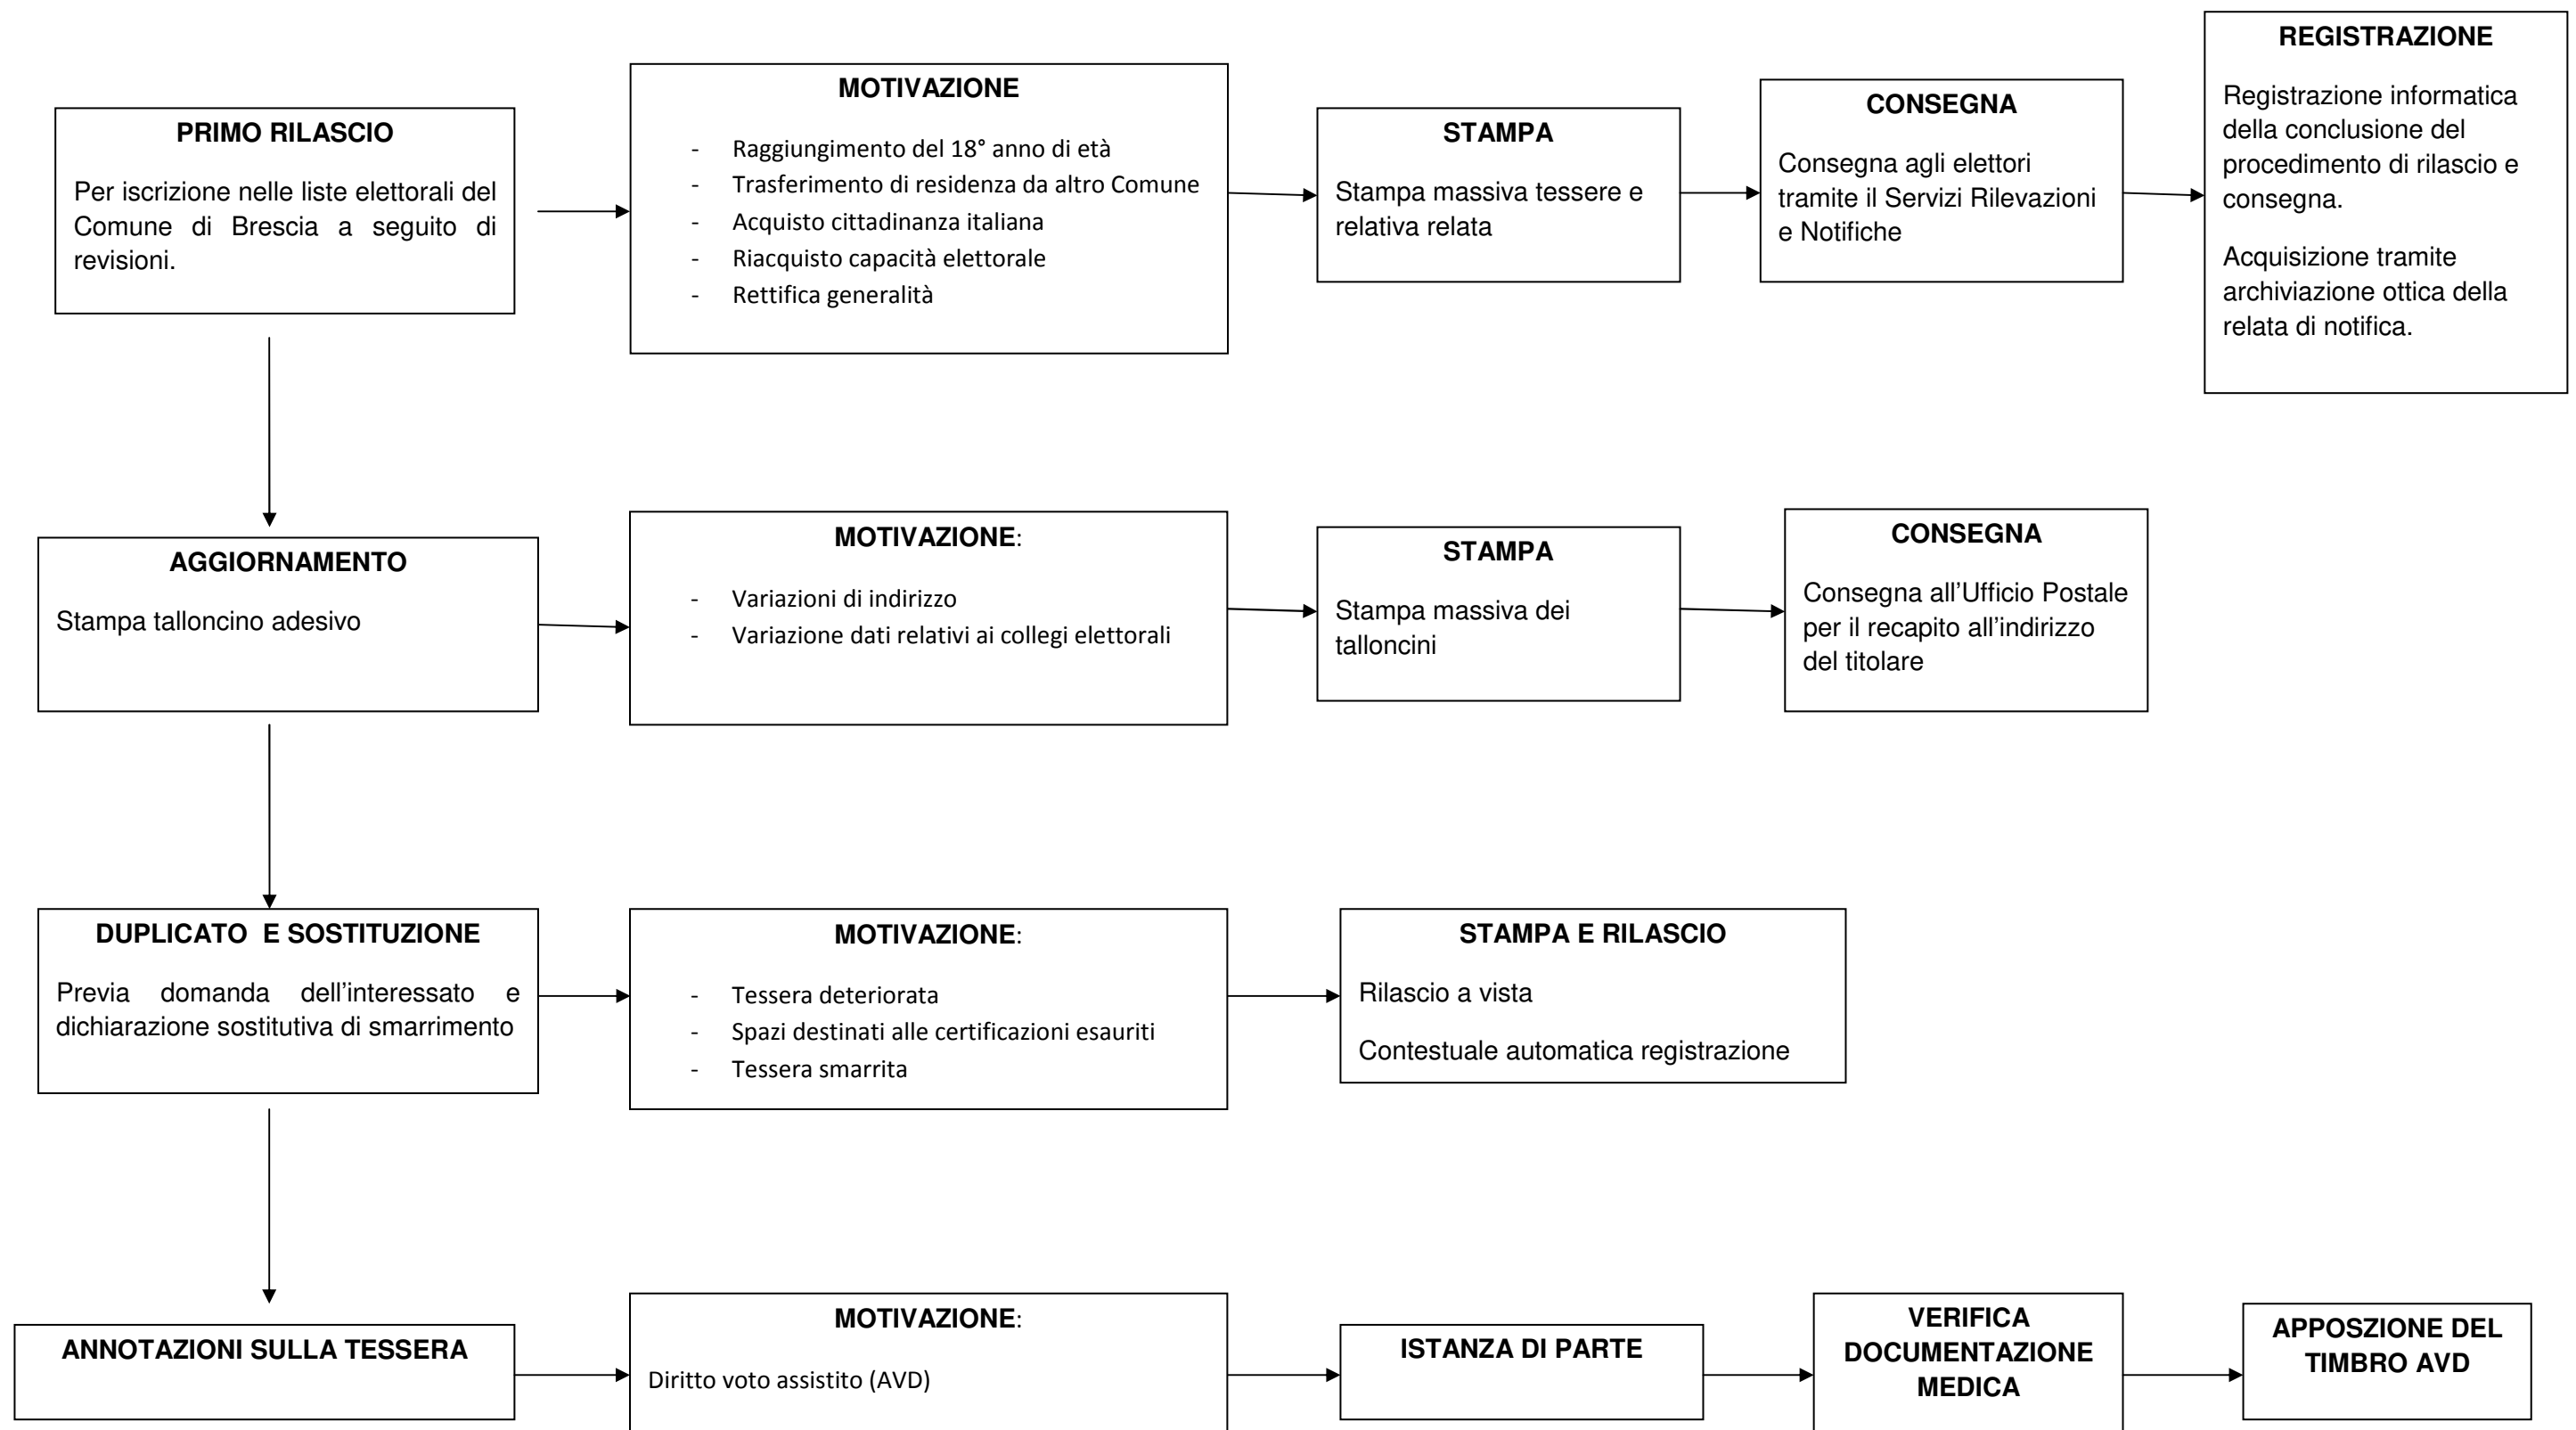 PRIMO RILASCIO
Per iscrizione nelle liste elettorali del
Comune di Brescia a seguito di
revisioni.
MOTIVAZIONE
- Raggiungimento del 18° anno di età
- Trasferimento di residenza da altro Comune
- Acquisto cittadinanza italiana
- Riacquisto capacità elettorale
- Rettifica generalità
STAMPA
Stampa massiva tessere e
relativa relata
CONSEGNA
Consegna agli elettori
tramite il Servizi Rilevazioni
e Notifiche
REGISTRAZIONE
Registrazione informatica
della conclusione del
procedimento di rilascio e
consegna.
Acquisizione tramite
archiviazione ottica della
relata di notifica.
AGGIORNAMENTO
Stampa talloncino adesivo
MOTIVAZIONE:
- Variazioni di indirizzo
- Variazione dati relativi ai collegi elettorali
STAMPA
Stampa massiva dei
talloncini
CONSEGNA
Consegna all’Ufficio Postale
per il recapito all’indirizzo
del titolare
DUPLICATO E SOSTITUZIONE
Previa domanda dell’interessato e
dichiarazione sostitutiva di smarrimento
MOTIVAZIONE:
- Tessera deteriorata
- Spazi destinati alle certificazioni esauriti
- Tessera smarrita
STAMPA E RILASCIO
Rilascio a vista
Contestuale automatica registrazione
ANNOTAZIONI SULLA TESSERA
MOTIVAZIONE:
Diritto voto assistito (AVD)
ISTANZA DI PARTE
VERIFICA
DOCUMENTAZIONE
MEDICA
APPOSZIONE DEL
TIMBRO AVD